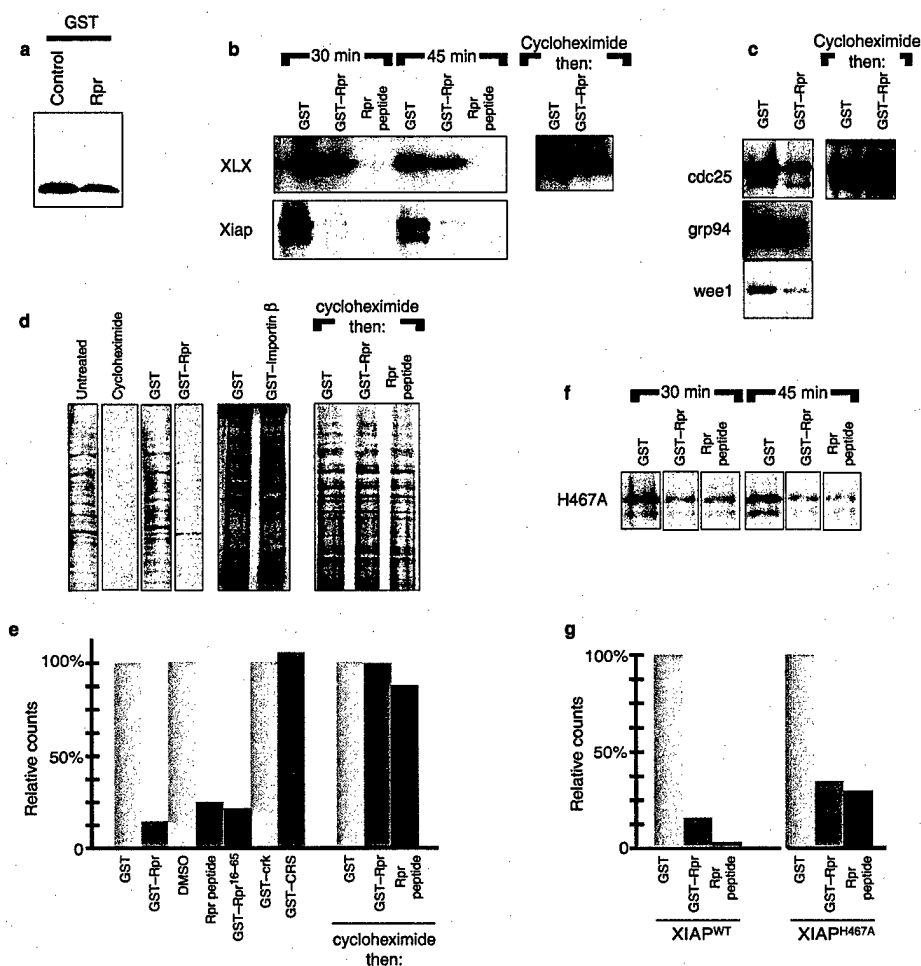 a
GST
Control
Rpr
b
30 min
45 min
Cycloheximide
then:
GST
GST–Rpr
Rpr
peptide
GST
GST–Rpr
Rpr
peptide
GST
GST–Rpr
XLX
Xiap
c
Cycloheximide
then:
GST
GST–Rpr
GST
GST–Rpr
cdc25
grp94
wee1
d
Untreated
Cycloheximide
GST
GST–Rpr
GST
GST–Importin β
cycloheximide
then:
GST
GST–Rpr
Rpr
peptide
f
30 min
45 min
GST
GST–Rpr
Rpr
peptide
GST
GST–Rpr
Rpr
peptide
H467A
e
Relative counts
100%
50%
0
GST
GST–Rpr
DMSO
Rpr peptide
GST–Rpr16–65
GST–crk
GST–CRS
GST
GST–Rpr
Rpr
peptide
cycloheximide
then:
g
Relative counts
100%
50%
0
GST
GST–Rpr
Rpr
peptide
XIAPWT
GST
GST–Rpr
Rpr
peptide
XIAPH467A